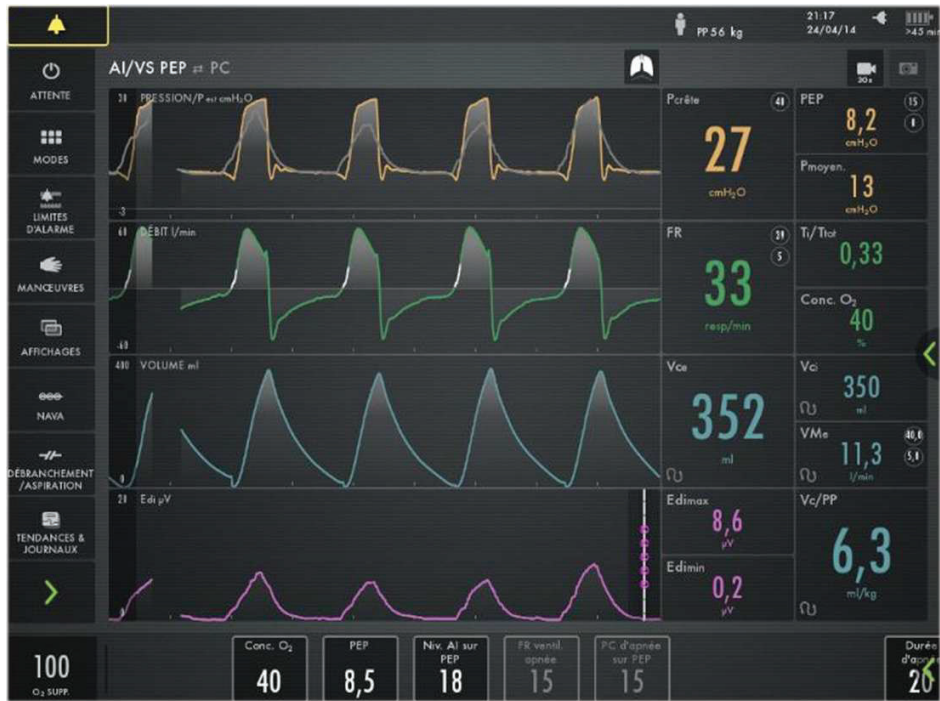 PP 56 kg
21:17
24/04/14
>45 min
ATTENTE
MODES
LIMITES
D'ALARME
MANŒUVRES
AFFICHAGES
NAVA
DÉBRANCHEMENT
/ASPIRATION
TENDANCES &
JOURNAUX
100
O₂ SUPP.
AI/VS PEP ⇄ PC
30 s
30 PRESSION/P est cmH₂O
-3
60 DÉBIT l/min
-60
400 VOLUME ml
0
20 Edi µV
0
Pcrête 40
27
cmH₂O
PEP 15
8,2 0
cmH₂O
Pmoyen.
13
cmH₂O
FR
33 5
resp/min
Ti/Ttot
0,33
Conc. O₂
40
%
Vce
352
ml
Vci
350
ml
VMe 40,0
11,3 5,0
l/min
Edimax
8,6
µV
Edimin
0,2
µV
Vc/PP
6,3
ml/kg
Conc. O₂
40
PEP
8,5
Niv. AI sur
PEP
18
FR ventil.
apnée
15
PC d'apnée
sur PEP
15
Durée
d'apnée
20